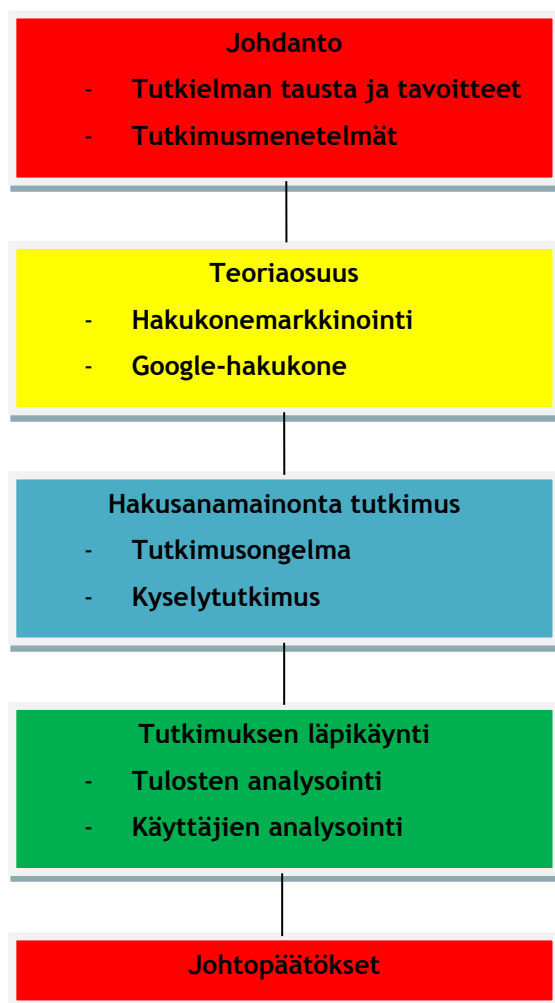 Johdanto
- Tutkielman tausta ja tavoitteet
- Tutkimusmenetelmät
Teoriaosuus
- Hakukonemarkkinointi
- Google-hakukone
Hakusanamainonta tutkimus
- Tutkimusongelma
- Kyselytutkimus
Tutkimuksen läpikäynti
- Tulosten analysointi
- Käyttäjien analysointi
Johtopäätökset